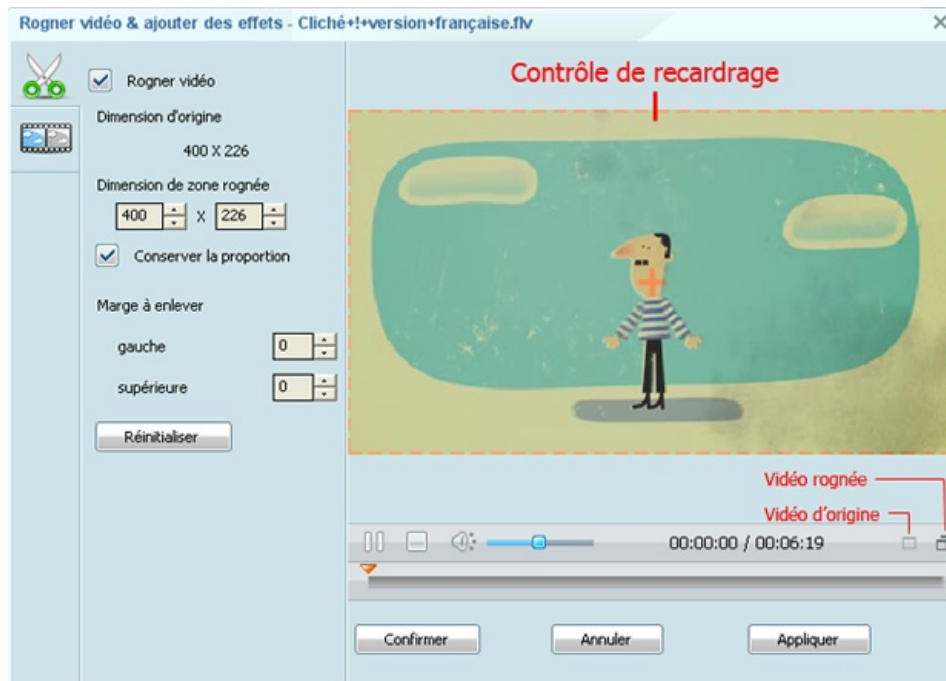 Rogner vidéo & ajouter des effets - Cliché+!+version+française.flv
Rogner vidéo
Dimension d'origine
400 X 226
Dimension de zone rognée
400 X 226
Conserver la proportion
Marge à enlever
gauche 0
supérieure 0
Réinitialiser
Contrôle de recardrage
Vidéo rognée
Vidéo d'origine
00:00:00 / 00:06:19
Confirmer
Annuler
Appliquer